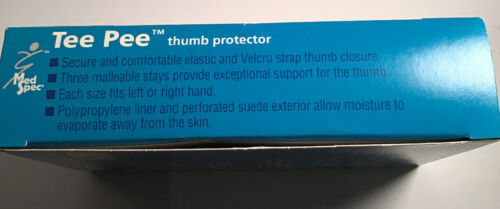 Tee Pee™ thumb protector
Med
Spec®
■ Secure and comfortable elastic and Velcro strap thumb closure.
■ Three malleable stays provide exceptional support for the thumb.
■ Each size fits left or right hand.
■ Polypropylene liner and perforated suede exterior allow moisture to
evaporate away from the skin.